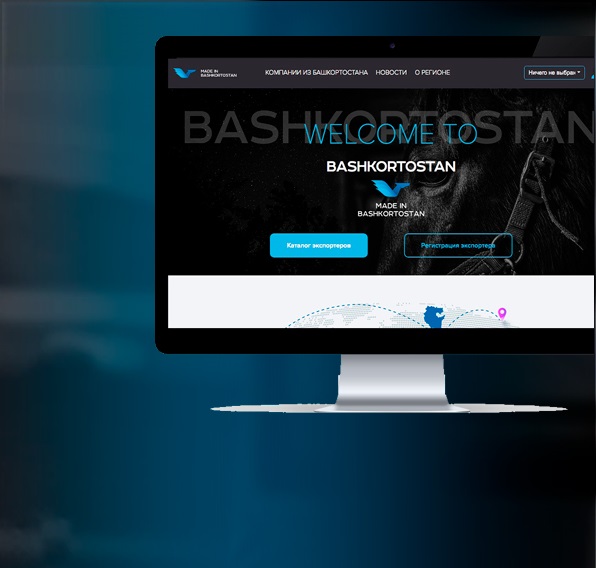 MADE IN
BASHKORTOSTAN
КОМПАНИИ ИЗ БАШКОРТОСТАНА НОВОСТИ О РЕГИОНЕ
Ничего не выбран
BASHKORTOSTAN
WELCOME TO
BASHKORTOSTAN
MADE IN
BASHKORTOSTAN
Каталог экспортеров
Регистрация экспортера